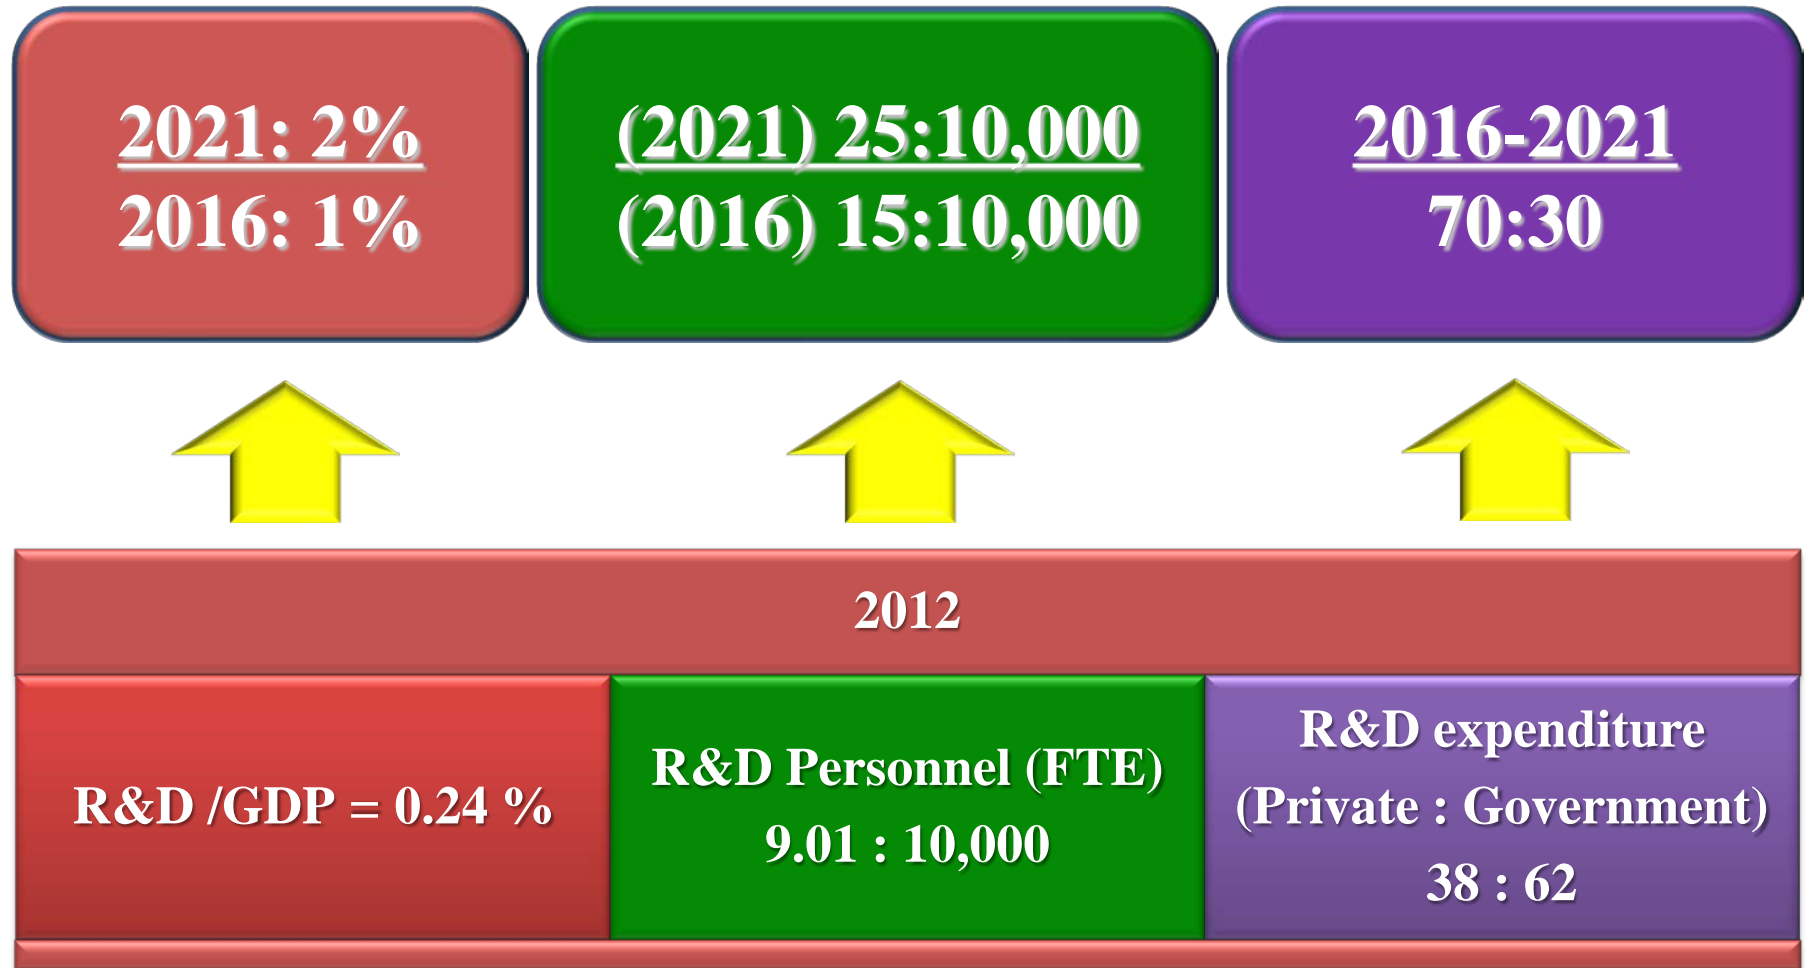 2021: 2%
2016: 1%
(2021) 25:10,000
(2016) 15:10,000
2016-2021
70:30
2012
R&D /GDP = 0.24 %
R&D Personnel (FTE)
9.01 : 10,000
R&D expenditure
(Private : Government)
38 : 62